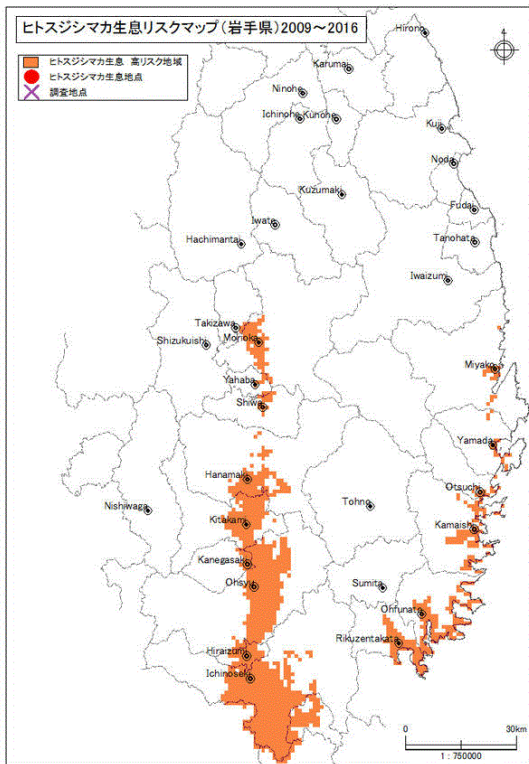 ヒトスジシマカ生息リスクマップ(岩手県)2009～2016
ヒトスジシマカ生息 高リスク地域
ヒトスジシマカ生息地点
調査地点
Hirono
Karumai
Ninohe
Ichinohe
Kunohe
Kuji
Noda
Kuzumaki
Fudai
Iwate
Tanohata
Hachimantai
Iwaizumi
Takizawa
Morioka
Shizukuishi
Miyako
Yahaba
Shiwa
Yamada
Hanamaki
Otsuchi
Nishiwaga
Tohno
Kitakami
Kamaishi
Kanegasaki
Ohsyu
Sumita
Ohfunato
Rikuzentakata
Hiraizumi
Ichinoseki
0 30km
1 : 750000